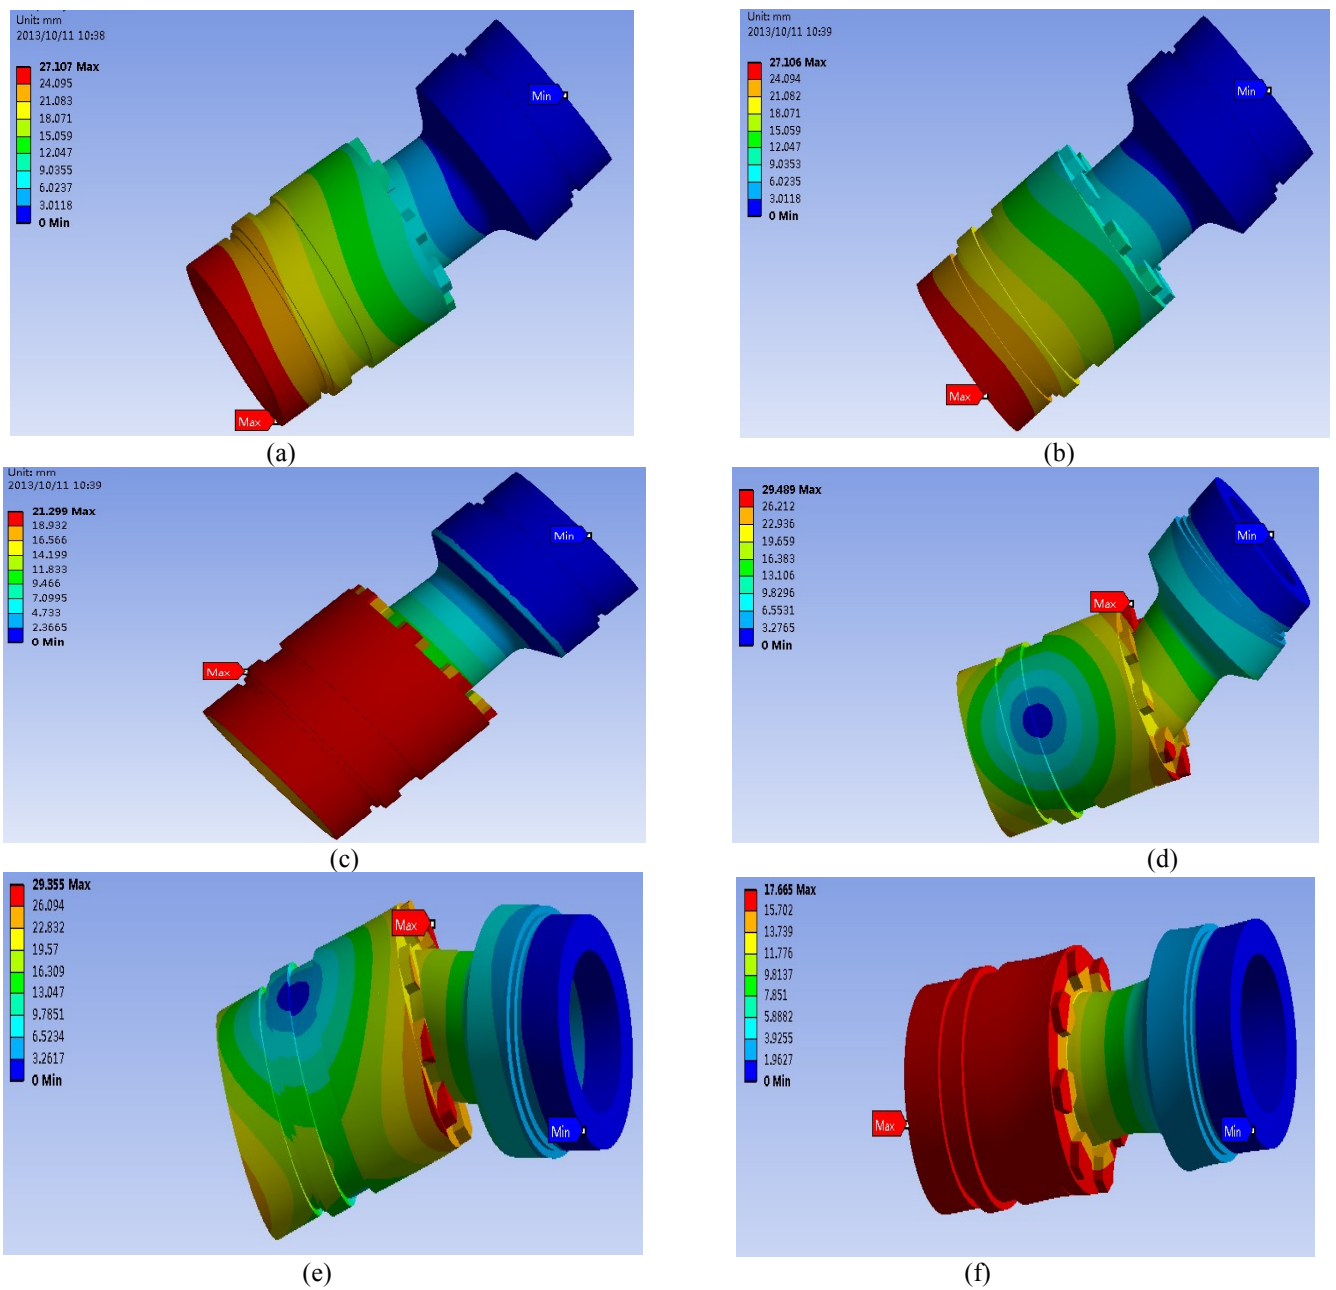 Unit: mm
2013/10/11 10:38
27.107 Max
24.095
21.083
18.071
15.059
12.047
9.0355
6.0237
3.0118
0 Min
Min
Max
(a)
Unit: mm
2013/10/11 10:39
27.106 Max
24.094
21.082
18.071
15.059
12.047
9.0353
6.0235
3.0118
0 Min
Min
Max
(b)
Unit: mm
2013/10/11 10:39
21.299 Max
18.932
16.566
14.199
11.833
9.466
7.0995
4.733
2.3665
0 Min
Min
Max
(c)
29.489 Max
26.212
22.936
19.659
16.383
13.106
9.8296
6.5531
3.2765
0 Min
Min
Max
(d)
29.355 Max
26.094
22.832
19.57
16.309
13.047
9.7851
6.5234
3.2617
0 Min
Max
Min
(e)
17.665 Max
15.702
13.739
11.776
9.8137
7.851
5.8882
3.9255
1.9627
0 Min
Max
Min
(f)